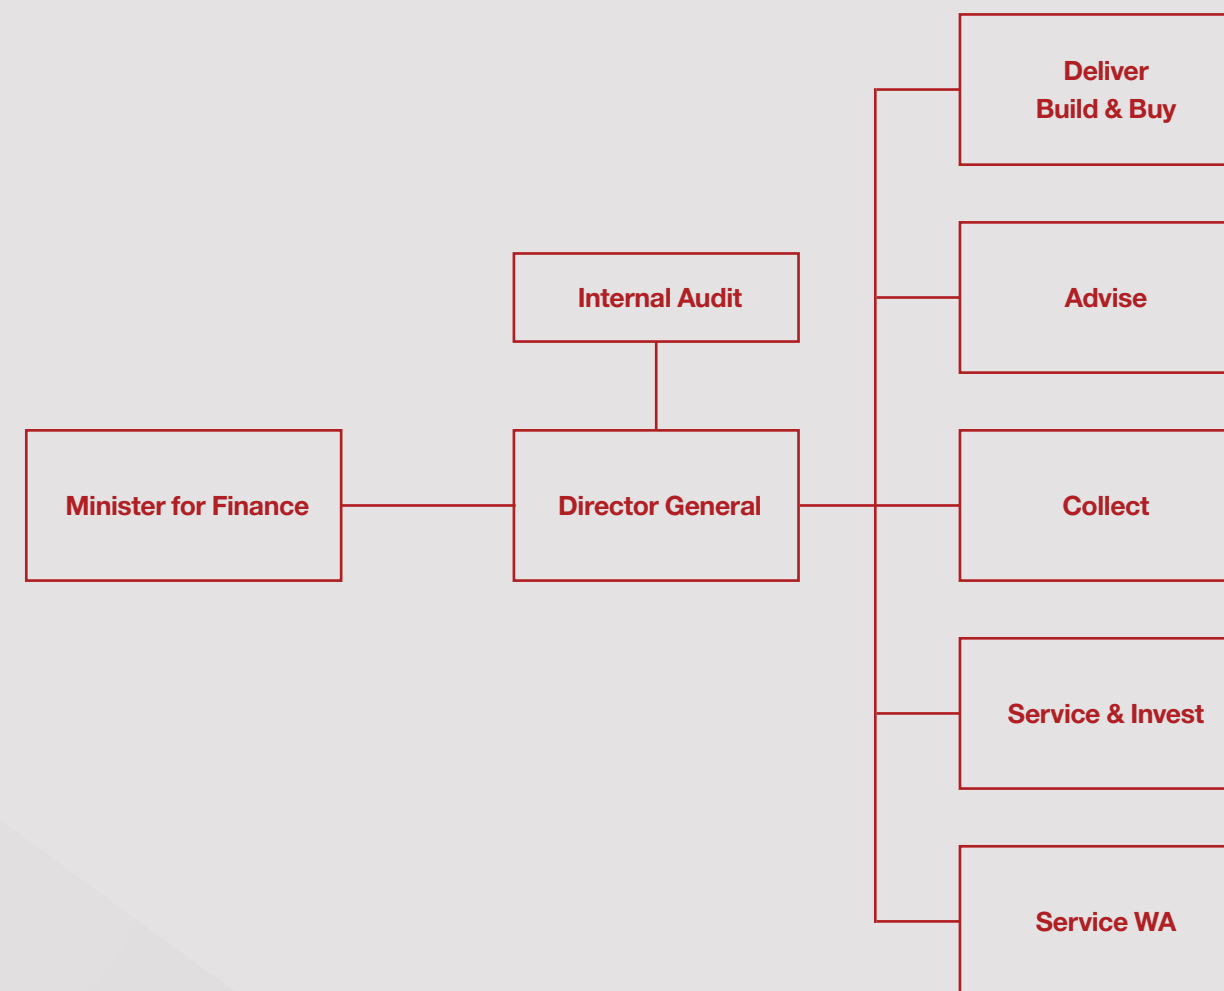 Deliver
Build & Buy
Internal Audit
Advise
Minister for Finance
Director General
Collect
Service & Invest
Service WA